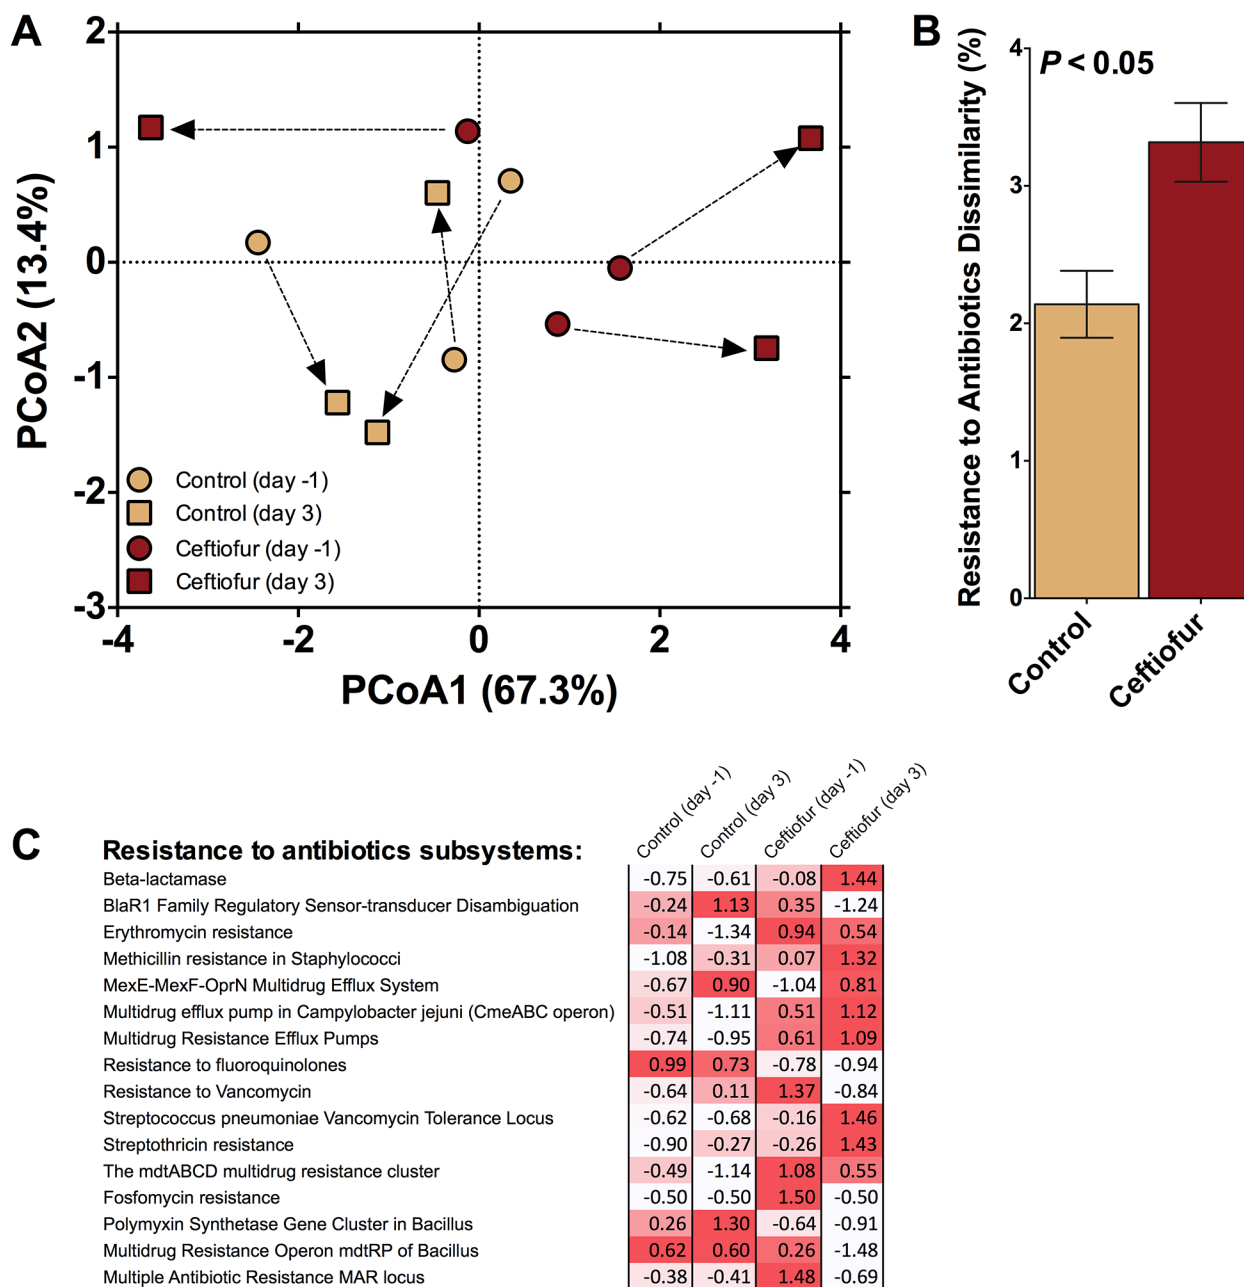 A
2
1
0
-1
-2
-3
-4
-2
0
2
4
PCoA2 (13.4%)
PCoA1 (67.3%)
Control (day -1)
Control (day 3)
Ceftiofur (day -1)
Ceftiofur (day 3)
B
P < 0.05
Resistance to Antibiotics Dissimilarity (%)
4
3
2
1
0
Control
Ceftiofur
C
Resistance to antibiotics subsystems:
Control (day -1)
Control (day 3)
Ceftiofur (day -1)
Ceftiofur (day 3)
Beta-lactamase -0.75 -0.61 -0.08 1.44
BlaR1 Family Regulatory Sensor-transducer Disambiguation -0.24 1.13 0.35 -1.24
Erythromycin resistance -0.14 -1.34 0.94 0.54
Methicillin resistance in Staphylococci -1.08 -0.31 0.07 1.32
MexE-MexF-OprN Multidrug Efflux System -0.67 0.90 -1.04 0.81
Multidrug efflux pump in Campylobacter jejuni (CmeABC operon) -0.51 -1.11 0.51 1.12
Multidrug Resistance Efflux Pumps -0.74 -0.95 0.61 1.09
Resistance to fluoroquinolones 0.99 0.73 -0.78 -0.94
Resistance to Vancomycin -0.64 0.11 1.37 -0.84
Streptococcus pneumoniae Vancomycin Tolerance Locus -0.62 -0.68 -0.16 1.46
Streptothricin resistance -0.90 -0.27 -0.26 1.43
The mdtABCD multidrug resistance cluster -0.49 -1.14 1.08 0.55
Fosfomycin resistance -0.50 -0.50 1.50 -0.50
Polymyxin Synthetase Gene Cluster in Bacillus 0.26 1.30 -0.64 -0.91
Multidrug Resistance Operon mdtRP of Bacillus 0.62 0.60 0.26 -1.48
Multiple Antibiotic Resistance MAR locus -0.38 -0.41 1.48 -0.69